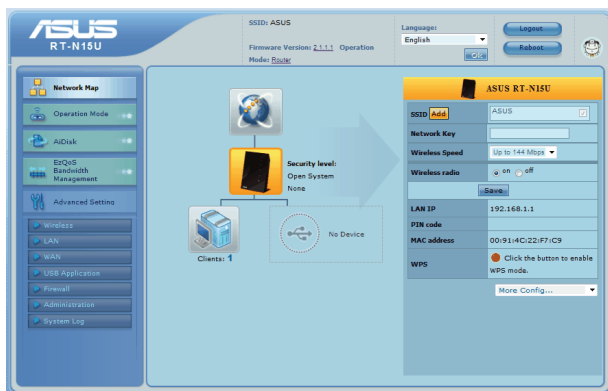 ASUS
RT-N15U
SSID: ASUS
Firmware Version: 2.1.1.1 Operation
Mode: Router
Language:
English
OK
Logout
Reboot
Network Map
Operation Mode
AiDisk
EzQoS
Bandwidth
Management
Advanced Setting
Wireless
LAN
WAN
USB Application
Firewall
Administration
System Log
Security level:
Open System
None
Clients: 1
No Device
ASUS RT-N15U
SSID Add ASUS
Network Key
Wireless Speed Up to 144 Mbps
Wireless radio on off
Save
LAN IP 192.168.1.1
PIN code
MAC address 00:91:4C:22:F7:C9
WPS Click the button to enable
WPS mode.
More Config...